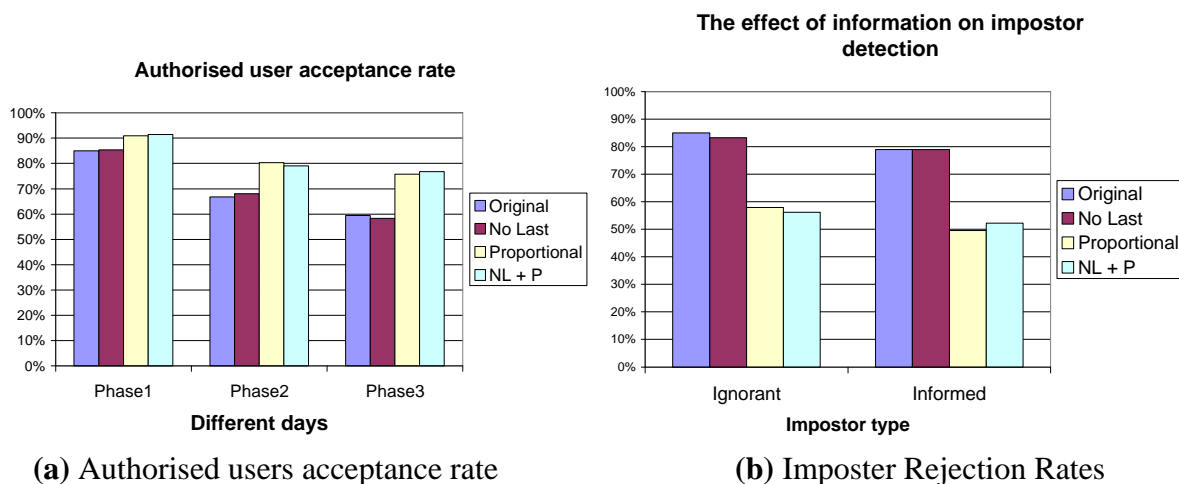 Authorised user acceptance rate
100%
90%
80%
70%
60%
50%
40%
30%
20%
10%
0%
Phase1 Phase2 Phase3
Different days
Original
No Last
Proportional
NL + P
(a) Authorised users acceptance rate
The effect of information on impostor
detection
100%
90%
80%
70%
60%
50%
40%
30%
20%
10%
0%
Ignorant Informed
Impostor type
Original
No Last
Proportional
NL + P
(b) Imposter Rejection Rates